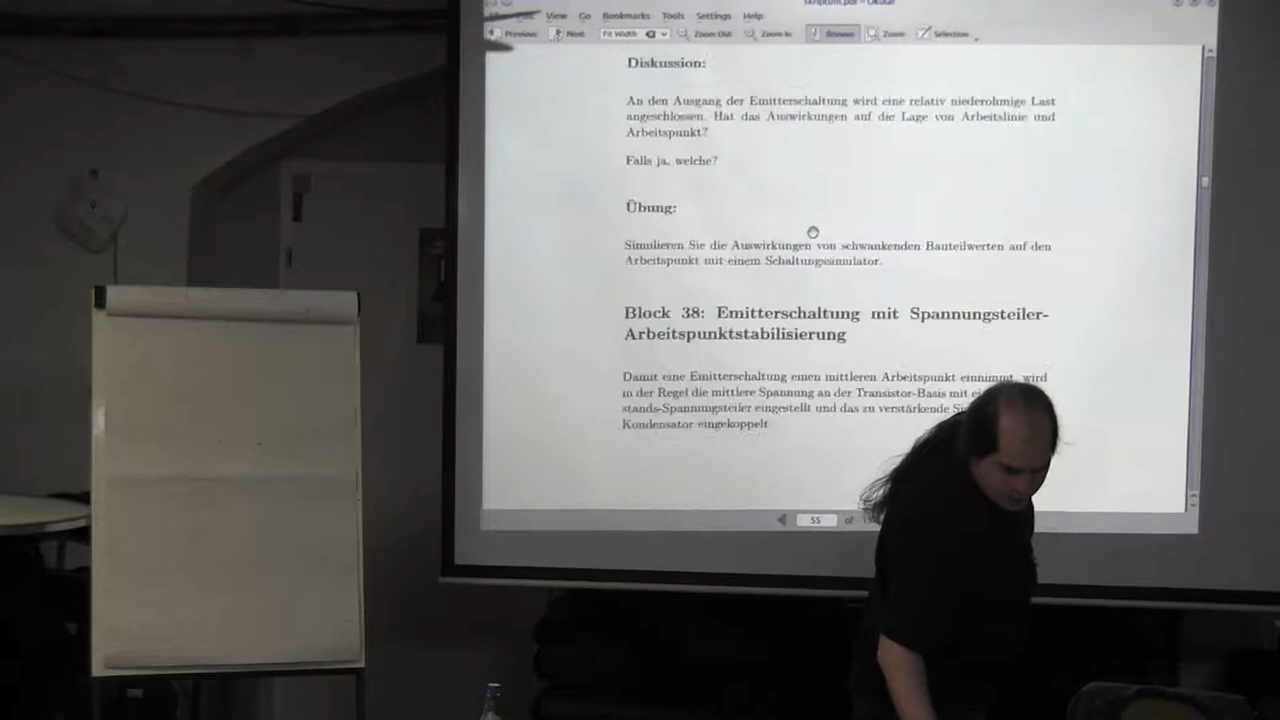 skriptum.pdf – Okular
View Go Bookmarks Tools Settings Help
Previous Next Fit Width Zoom Out Zoom In Browse Zoom Selection
Diskussion:
An den Ausgang der Emitterschaltung wird eine relativ niederohmige Last
angeschlossen. Hat das Auswirkungen auf die Lage von Arbeitslinie und
Arbeitspunkt?
Falls ja, welche?
Übung:
Simulieren Sie die Auswirkungen von schwankenden Bauteilwerten auf den
Arbeitspunkt mit einem Schaltungssimulator.
Block 38: Emitterschaltung mit Spannungsteiler-
Arbeitspunktstabilisierung
Damit eine Emitterschaltung einen mittleren Arbeitspunkt einnimmt, wird
in der Regel die mittlere Spannung an der Transistor-Basis mit
stands-Spannungsteiler eingestellt und das zu verstärkende
Kondensator eingekoppelt
55 of